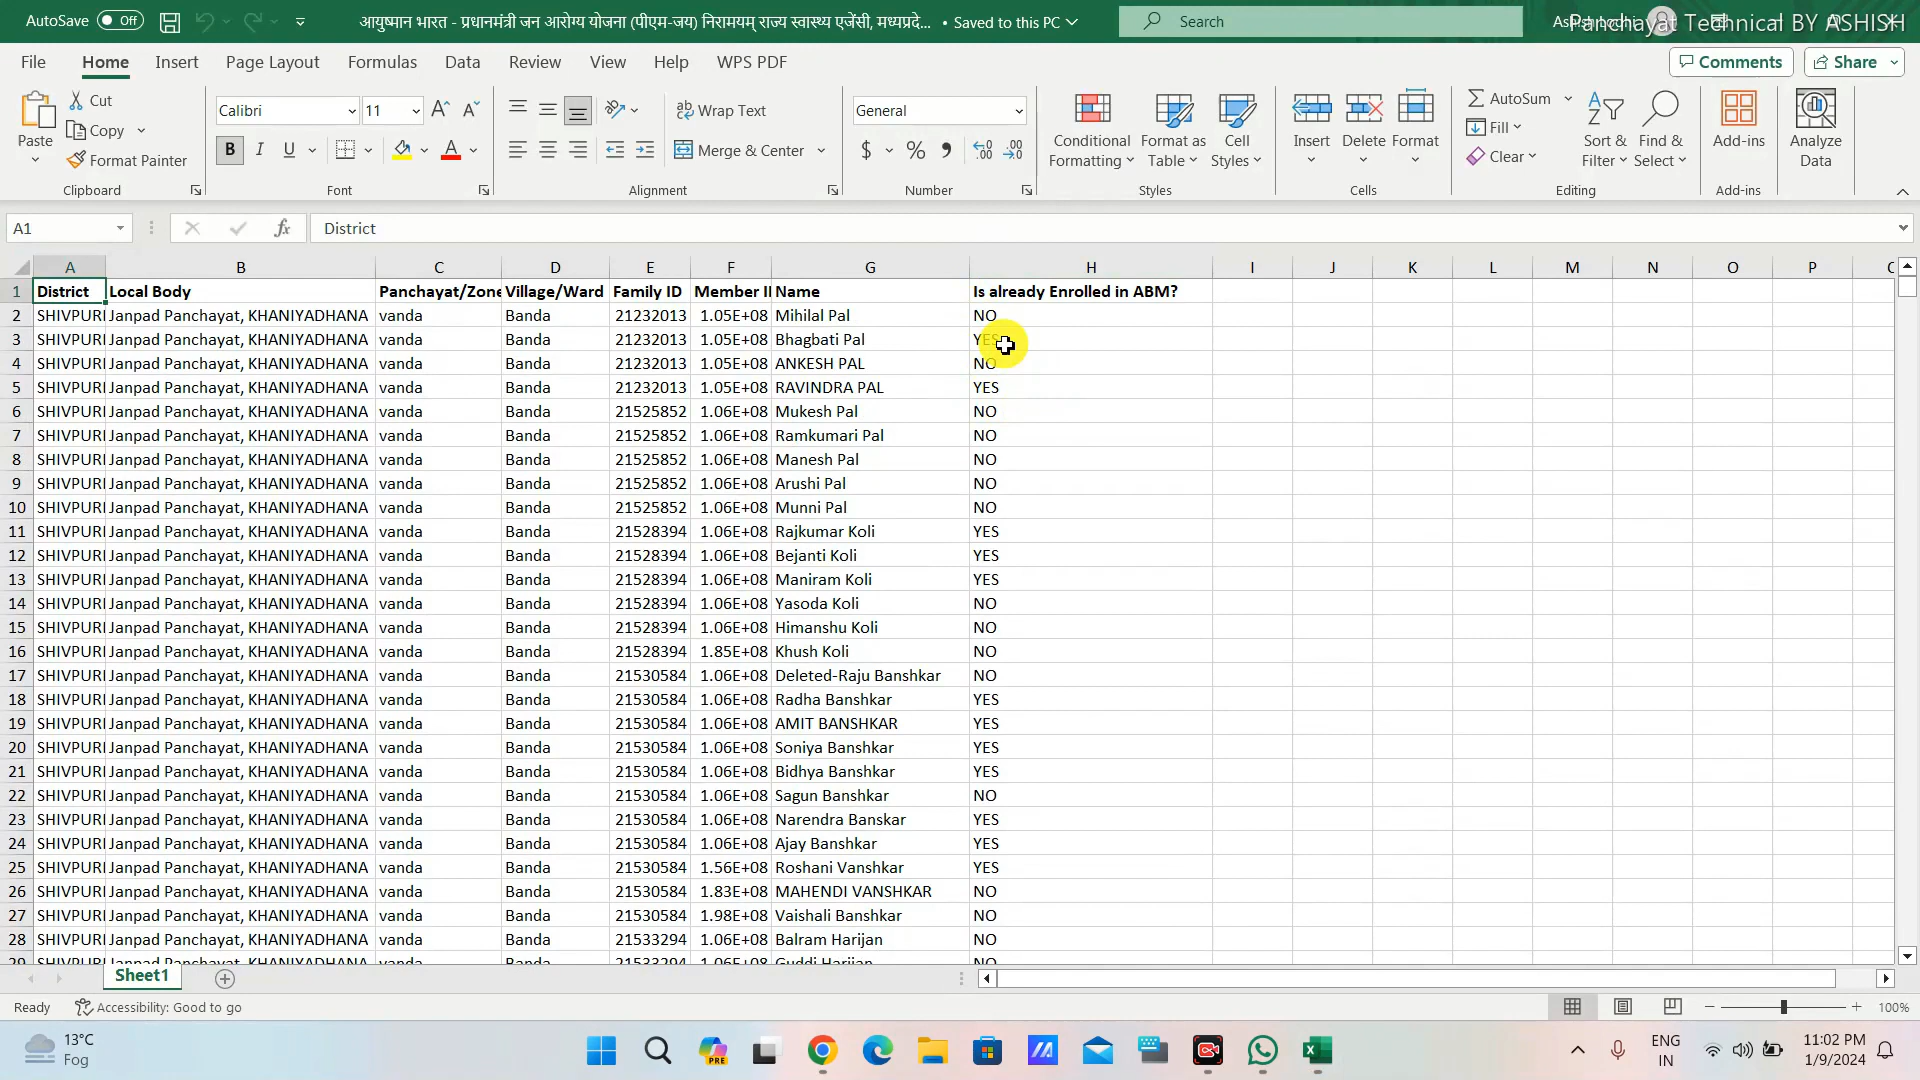 AutoSave Off आयुष्मान भारत - प्रधानमंत्री जन आरोग्य योजना (पीएम-जय) निरामयम् राज्य स्वास्थ्य एजेंसी, मध्यप्रदे... • Saved to this PC Search Panchayat Technical BY ASHISH
File Home Insert Page Layout Formulas Data Review View Help WPS PDF Comments Share
Paste Cut Copy Format Painter Clipboard
Calibri 11 B I U A Font
Wrap Text Merge & Center Alignment
General $ % , Number
Conditional Formatting Format as Table Cell Styles Styles
Insert Delete Format Cells
AutoSum Fill Clear Sort & Filter Find & Select Editing
Add-ins Add-ins
Analyze Data
A1 fx District
A B C D E F G H I J K L M N O P
1 District Local Body Panchayat/Zone Village/Ward Family ID Member I Name Is already Enrolled in ABM?
2 SHIVPURI Janpad Panchayat, KHANIYADHANA vanda Banda 21232013 1.05E+08 Mihilal Pal NO
3 SHIVPURI Janpad Panchayat, KHANIYADHANA vanda Banda 21232013 1.05E+08 Bhagbati Pal YES
4 SHIVPURI Janpad Panchayat, KHANIYADHANA vanda Banda 21232013 1.05E+08 ANKESH PAL NO
5 SHIVPURI Janpad Panchayat, KHANIYADHANA vanda Banda 21232013 1.05E+08 RAVINDRA PAL YES
6 SHIVPURI Janpad Panchayat, KHANIYADHANA vanda Banda 21525852 1.06E+08 Mukesh Pal NO
7 SHIVPURI Janpad Panchayat, KHANIYADHANA vanda Banda 21525852 1.06E+08 Ramkumari Pal NO
8 SHIVPURI Janpad Panchayat, KHANIYADHANA vanda Banda 21525852 1.06E+08 Manesh Pal NO
9 SHIVPURI Janpad Panchayat, KHANIYADHANA vanda Banda 21525852 1.06E+08 Arushi Pal NO
10 SHIVPURI Janpad Panchayat, KHANIYADHANA vanda Banda 21525852 1.06E+08 Munni Pal NO
11 SHIVPURI Janpad Panchayat, KHANIYADHANA vanda Banda 21528394 1.06E+08 Rajkumar Koli YES
12 SHIVPURI Janpad Panchayat, KHANIYADHANA vanda Banda 21528394 1.06E+08 Bejanti Koli YES
13 SHIVPURI Janpad Panchayat, KHANIYADHANA vanda Banda 21528394 1.06E+08 Maniram Koli YES
14 SHIVPURI Janpad Panchayat, KHANIYADHANA vanda Banda 21528394 1.06E+08 Yasoda Koli NO
15 SHIVPURI Janpad Panchayat, KHANIYADHANA vanda Banda 21528394 1.06E+08 Himanshu Koli NO
16 SHIVPURI Janpad Panchayat, KHANIYADHANA vanda Banda 21528394 1.85E+08 Khush Koli NO
17 SHIVPURI Janpad Panchayat, KHANIYADHANA vanda Banda 21530584 1.06E+08 Deleted-Raju Banshkar NO
18 SHIVPURI Janpad Panchayat, KHANIYADHANA vanda Banda 21530584 1.06E+08 Radha Banshkar YES
19 SHIVPURI Janpad Panchayat, KHANIYADHANA vanda Banda 21530584 1.06E+08 AMIT BANSHKAR YES
20 SHIVPURI Janpad Panchayat, KHANIYADHANA vanda Banda 21530584 1.06E+08 Soniya Banshkar YES
21 SHIVPURI Janpad Panchayat, KHANIYADHANA vanda Banda 21530584 1.06E+08 Bidhya Banshkar YES
22 SHIVPURI Janpad Panchayat, KHANIYADHANA vanda Banda 21530584 1.06E+08 Sagun Banshkar NO
23 SHIVPURI Janpad Panchayat, KHANIYADHANA vanda Banda 21530584 1.06E+08 Narendra Banskar YES
24 SHIVPURI Janpad Panchayat, KHANIYADHANA vanda Banda 21530584 1.06E+08 Ajay Banshkar YES
25 SHIVPURI Janpad Panchayat, KHANIYADHANA vanda Banda 21530584 1.56E+08 Roshani Vanshkar YES
26 SHIVPURI Janpad Panchayat, KHANIYADHANA vanda Banda 21530584 1.83E+08 MAHENDI VANSHKAR NO
27 SHIVPURI Janpad Panchayat, KHANIYADHANA vanda Banda 21530584 1.98E+08 Vaishali Banshkar NO
28 SHIVPURI Janpad Panchayat, KHANIYADHANA vanda Banda 21533294 1.06E+08 Balram Harijan NO
29 SHIVPURI Janpad Panchayat, KHANIYADHANA vanda Banda 21533294 1.06E+08 Guddi Harijan NO
Sheet1
Ready Accessibility: Good to go 100%
13°C Fog PRE ENG IN 11:02 PM 1/9/2024